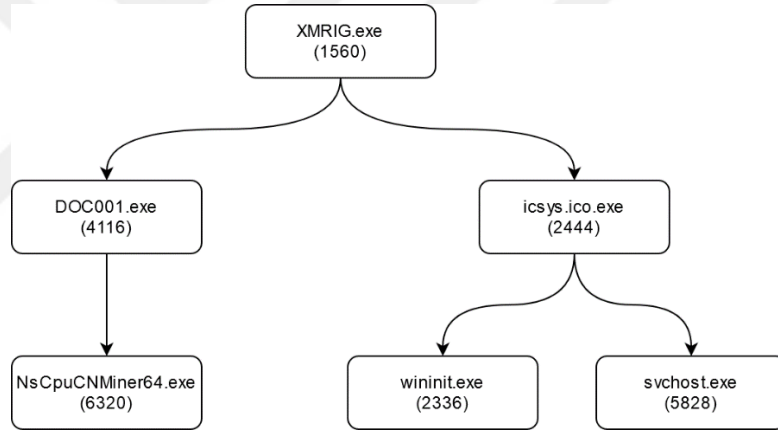 XMRIG.exe
(1560)
DOC001.exe
(4116)
icsys.ico.exe
(2444)
NsCpuCNMiner64.exe
(6320)
wininit.exe
(2336)
svchost.exe
(5828)